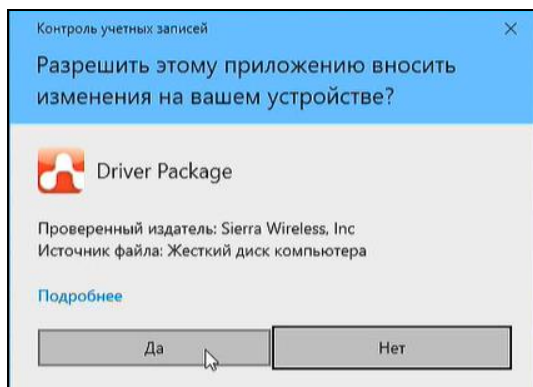 Контроль учетных записей
Разрешить этому приложению вносить
изменения на вашем устройстве?
Driver Package
Проверенный издатель: Sierra Wireless, Inc
Источник файла: Жесткий диск компьютера
Подробнее
Да
Нет